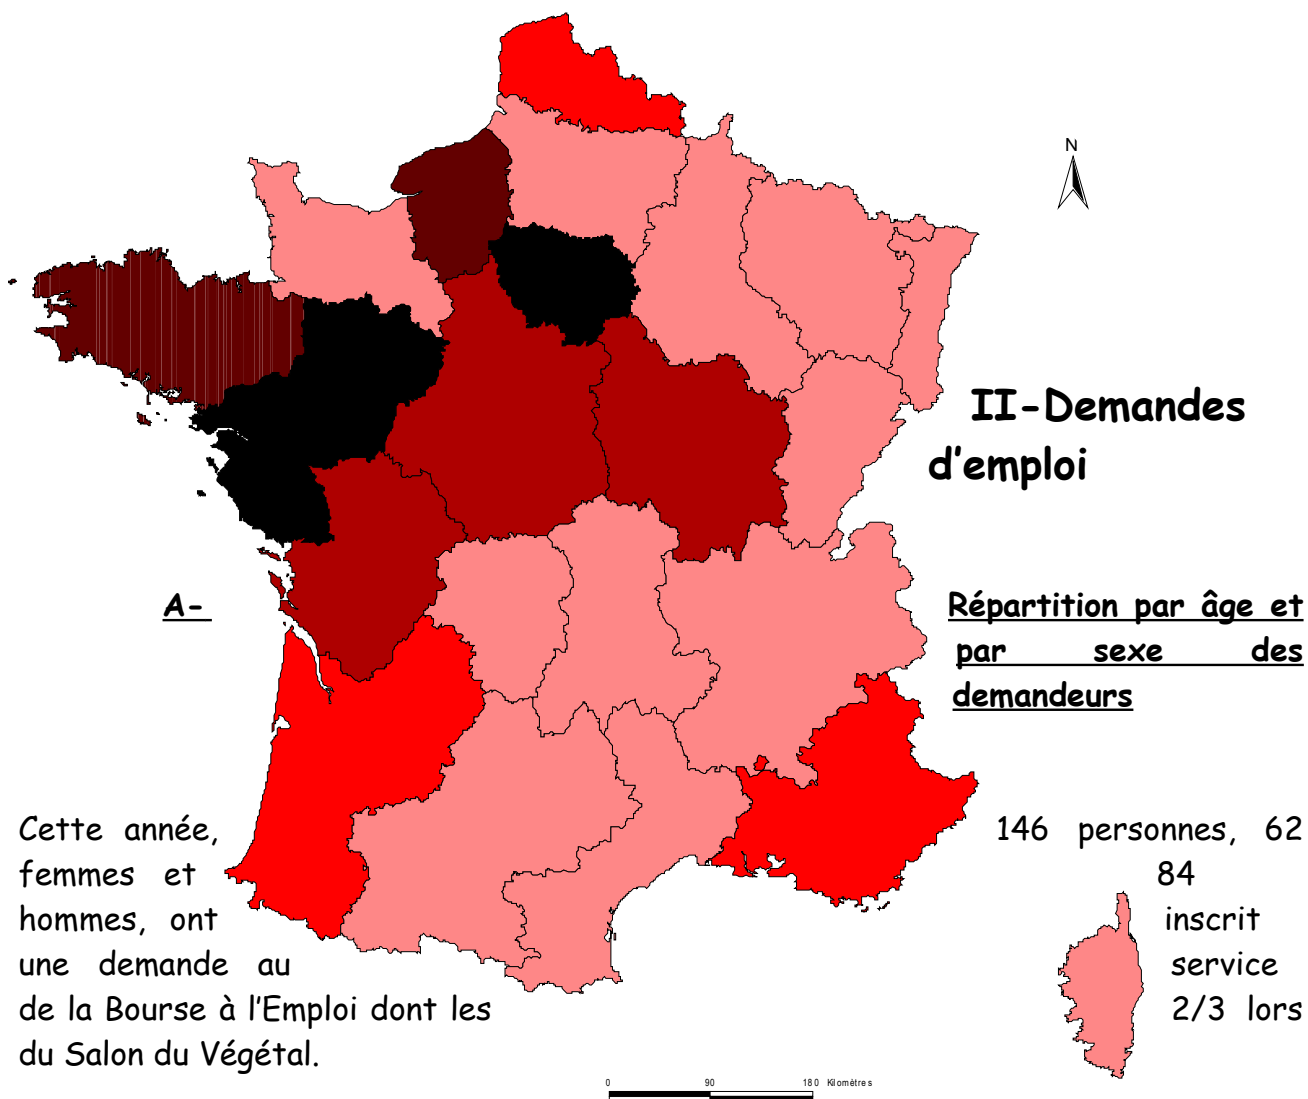 N
II-Demandes
d'emploi
A- Répartition par âge et
par sexe des
demandeurs
Cette année, 146 personnes, 62
femmes et 84
hommes, ont inscrit
une demande au service
de la Bourse à l'Emploi dont les 2/3 lors
du Salon du Végétal.
0 90 180 Kilomètres